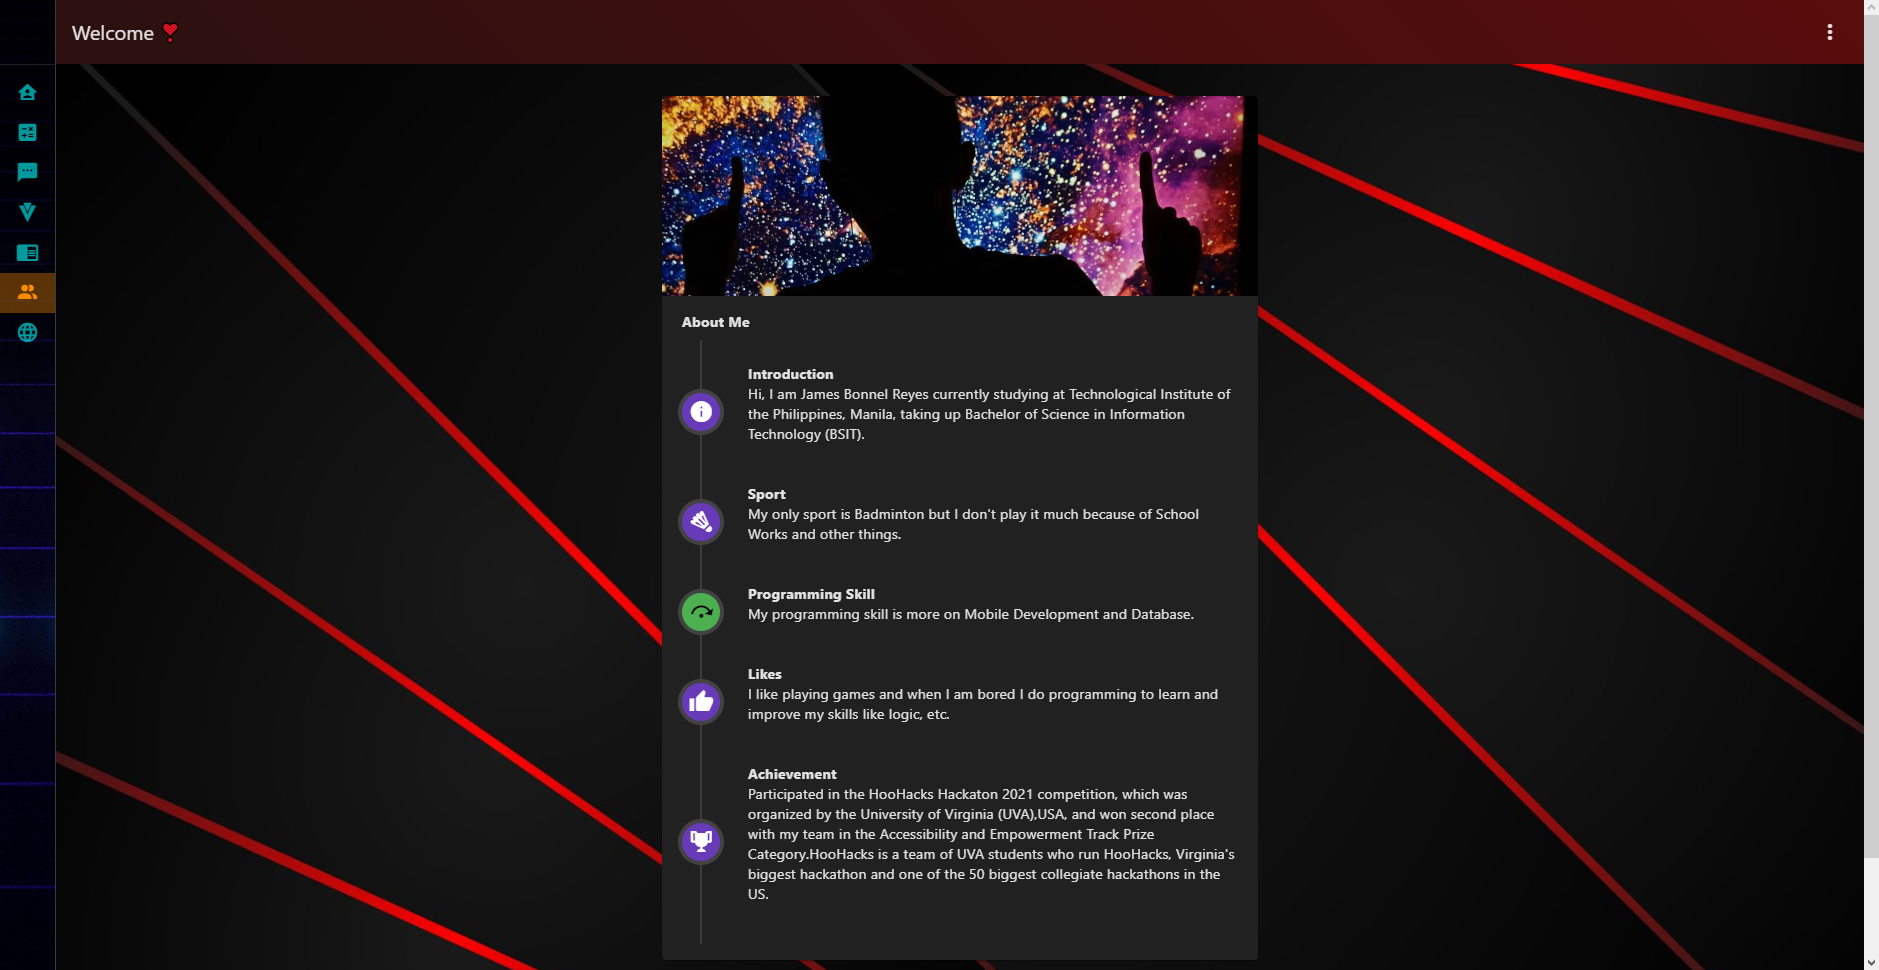 Welcome ❣
About Me
Introduction
Hi, I am James Bonnel Reyes currently studying at Technological Institute of
the Philippines, Manila, taking up Bachelor of Science in Information
Technology (BSIT).
Sport
My only sport is Badminton but I don't play it much because of School
Works and other things.
Programming Skill
My programming skill is more on Mobile Development and Database.
Likes
I like playing games and when I am bored I do programming to learn and
improve my skills like logic, etc.
Achievement
Participated in the HooHacks Hackaton 2021 competition, which was
organized by the University of Virginia (UVA),USA, and won second place
with my team in the Accessibility and Empowerment Track Prize
Category.HooHacks is a team of UVA students who run HooHacks, Virginia's
biggest hackathon and one of the 50 biggest collegiate hackathons in the
US.